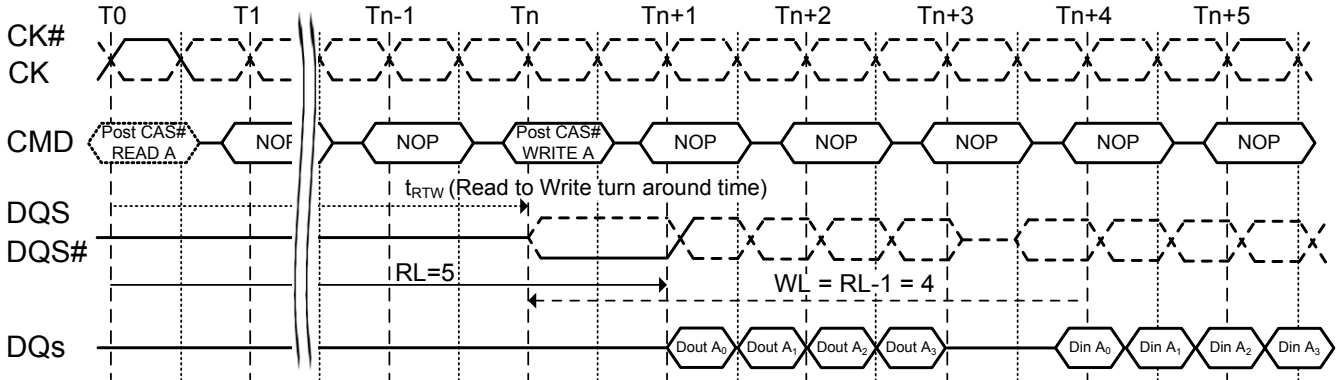 T0 T1 Tn-1 Tn Tn+1 Tn+2 Tn+3 Tn+4 Tn+5
CK#
CK
CMD
Post CAS#
READ A
NOP
NOP
Post CAS#
WRITE A
NOP
NOP
NOP
NOP
NOP
tRTW (Read to Write turn around time)
DQS
DQS#
RL=5
WL = RL-1 = 4
DQs
Dout A0 Dout A1 Dout A2 Dout A3 Din A0 Din A1 Din A2 Din A3